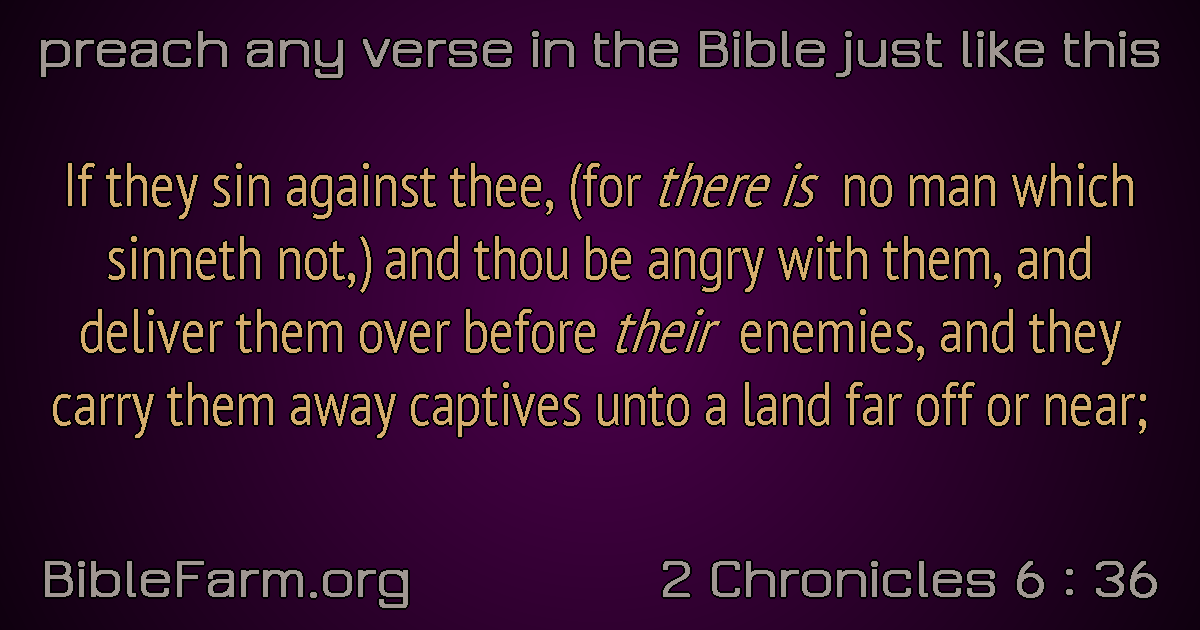 preach any verse in the Bible just like this
If they sin against thee, (for there is no man which
sinneth not,) and thou be angry with them, and
deliver them over before their enemies, and they
carry them away captives unto a land far off or near;
BibleFarm.org
2 Chronicles 6 : 36